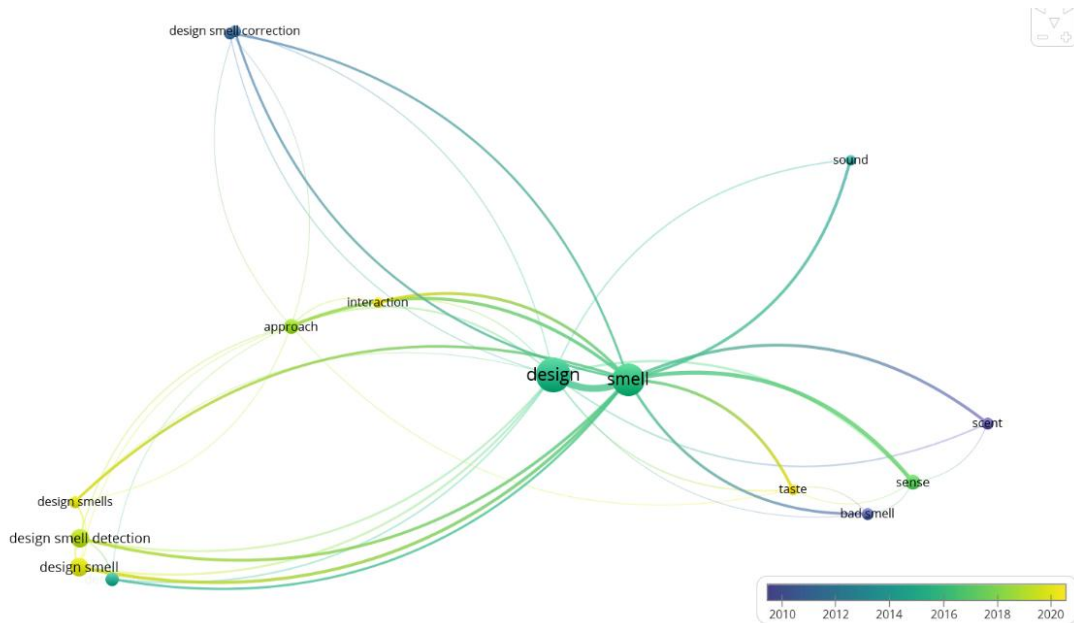 design smell correction
sound
interaction
approach
design
smell
scent
design smells
sense
taste
bad smell
design smell detection
design smell
2010
2012
2014
2016
2018
2020